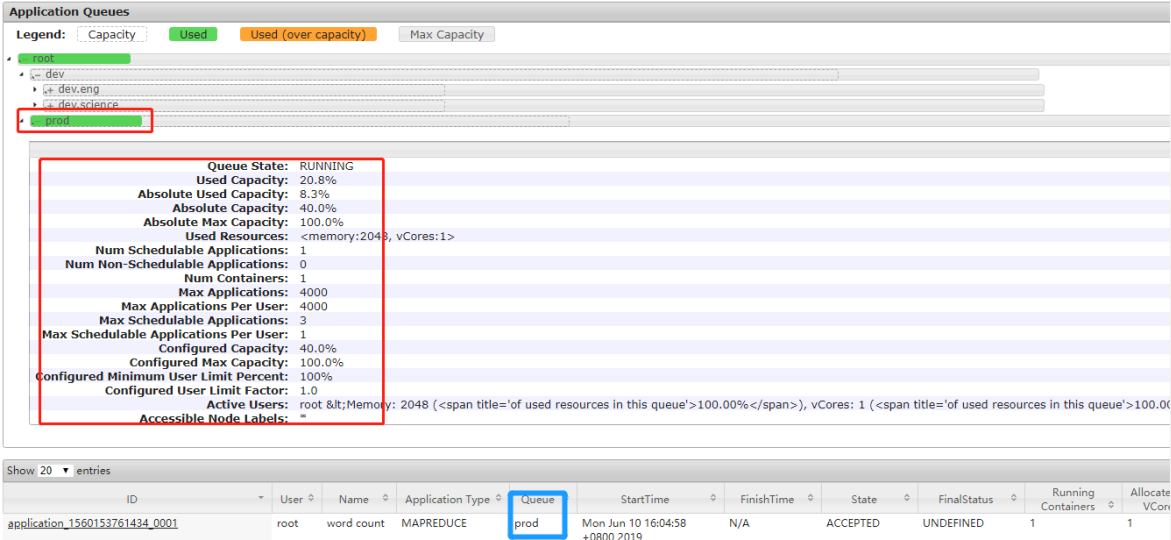 Application Queues
Legend: Capacity Used Used (over capacity) Max Capacity
root
dev
dev.eng
dev.science
prod
Queue State: RUNNING
Used Capacity: 20.8%
Absolute Used Capacity: 8.3%
Absolute Capacity: 40.0%
Absolute Max Capacity: 100.0%
Used Resources: <memory:2048, vCores:1>
Num Schedulable Applications: 1
Num Non-Schedulable Applications: 0
Num Containers: 1
Max Applications: 4000
Max Applications Per User: 4000
Max Schedulable Applications: 3
Max Schedulable Applications Per User: 1
Configured Capacity: 40.0%
Configured Max Capacity: 100.0%
Configured Minimum User Limit Percent: 100%
Configured User Limit Factor: 1.0
Active Users: root &lt;Memory: 2048 (<span title='of used resources in this queue'>100.00%</span>), vCores: 1 (<span title='of used resources in this queue'>100.00
Accessible Node Labels: *
Show 20 entries
ID User Name Application Type Queue StartTime FinishTime State FinalStatus Running Containers Allocate VCor
application_1560153761434_0001 root word count MAPREDUCE prod Mon Jun 10 16:04:58 N/A ACCEPTED UNDEFINED 1 1
+0800 2019